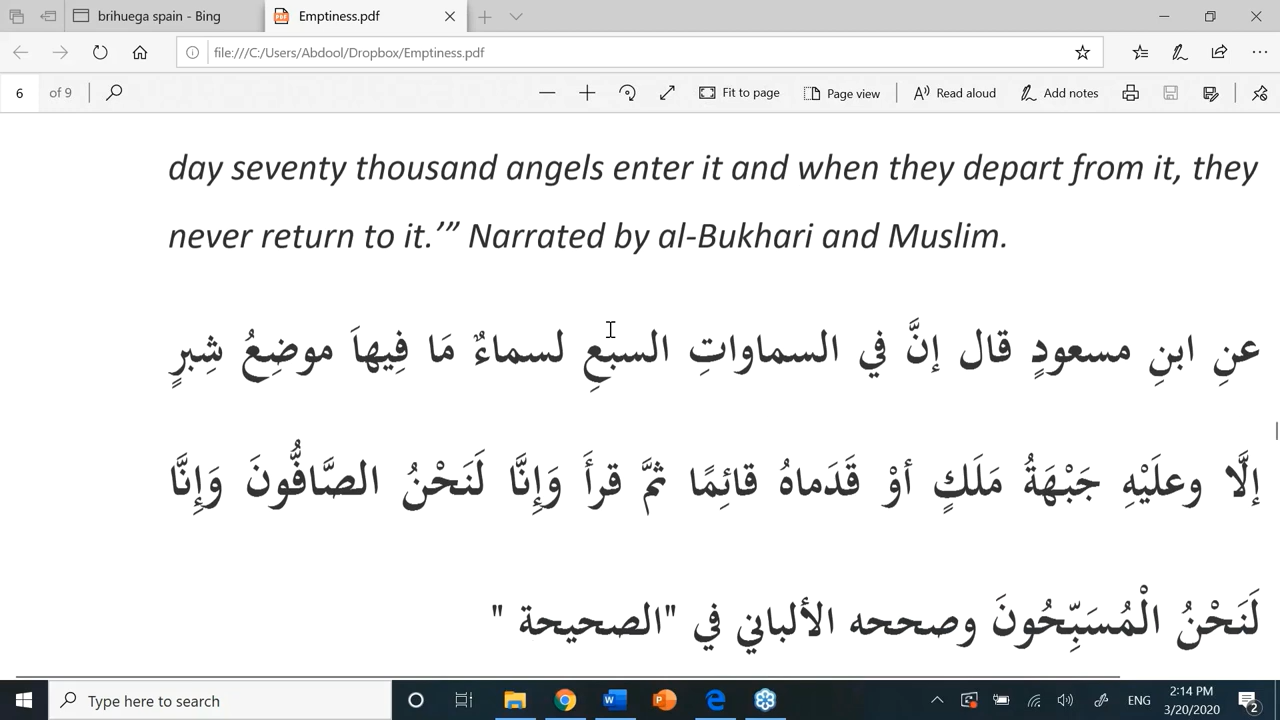 brihuega spain - Bing
Emptiness.pdf
file:///C:/Users/Abdool/Dropbox/Emptiness.pdf
6 of 9 Fit to page Page view Read aloud Add notes
day seventy thousand angels enter it and when they depart from it, they
never return to it.’” Narrated by al-Bukhari and Muslim.
عنِ ابنِ مسعودٍ قال إنَّ في السماواتِ السبعِ لسماءٌ مَا فِيهاَ موضِعُ شِبرٍ
إلَّا وعلَيْهِ جَبْهَةُ مَلَكٍ أوْ قَدَماهُ قائِمًا ثمَّ قرأَ وَإِنَّا لَنَحْنُ الصَّافُّونَ وَإِنَّا
لَنَحْنُ الْمُسَبِّحُونَ وصححه الألباني في "الصحيحة "
Type here to search
ENG
2:14 PM
3/20/2020
2